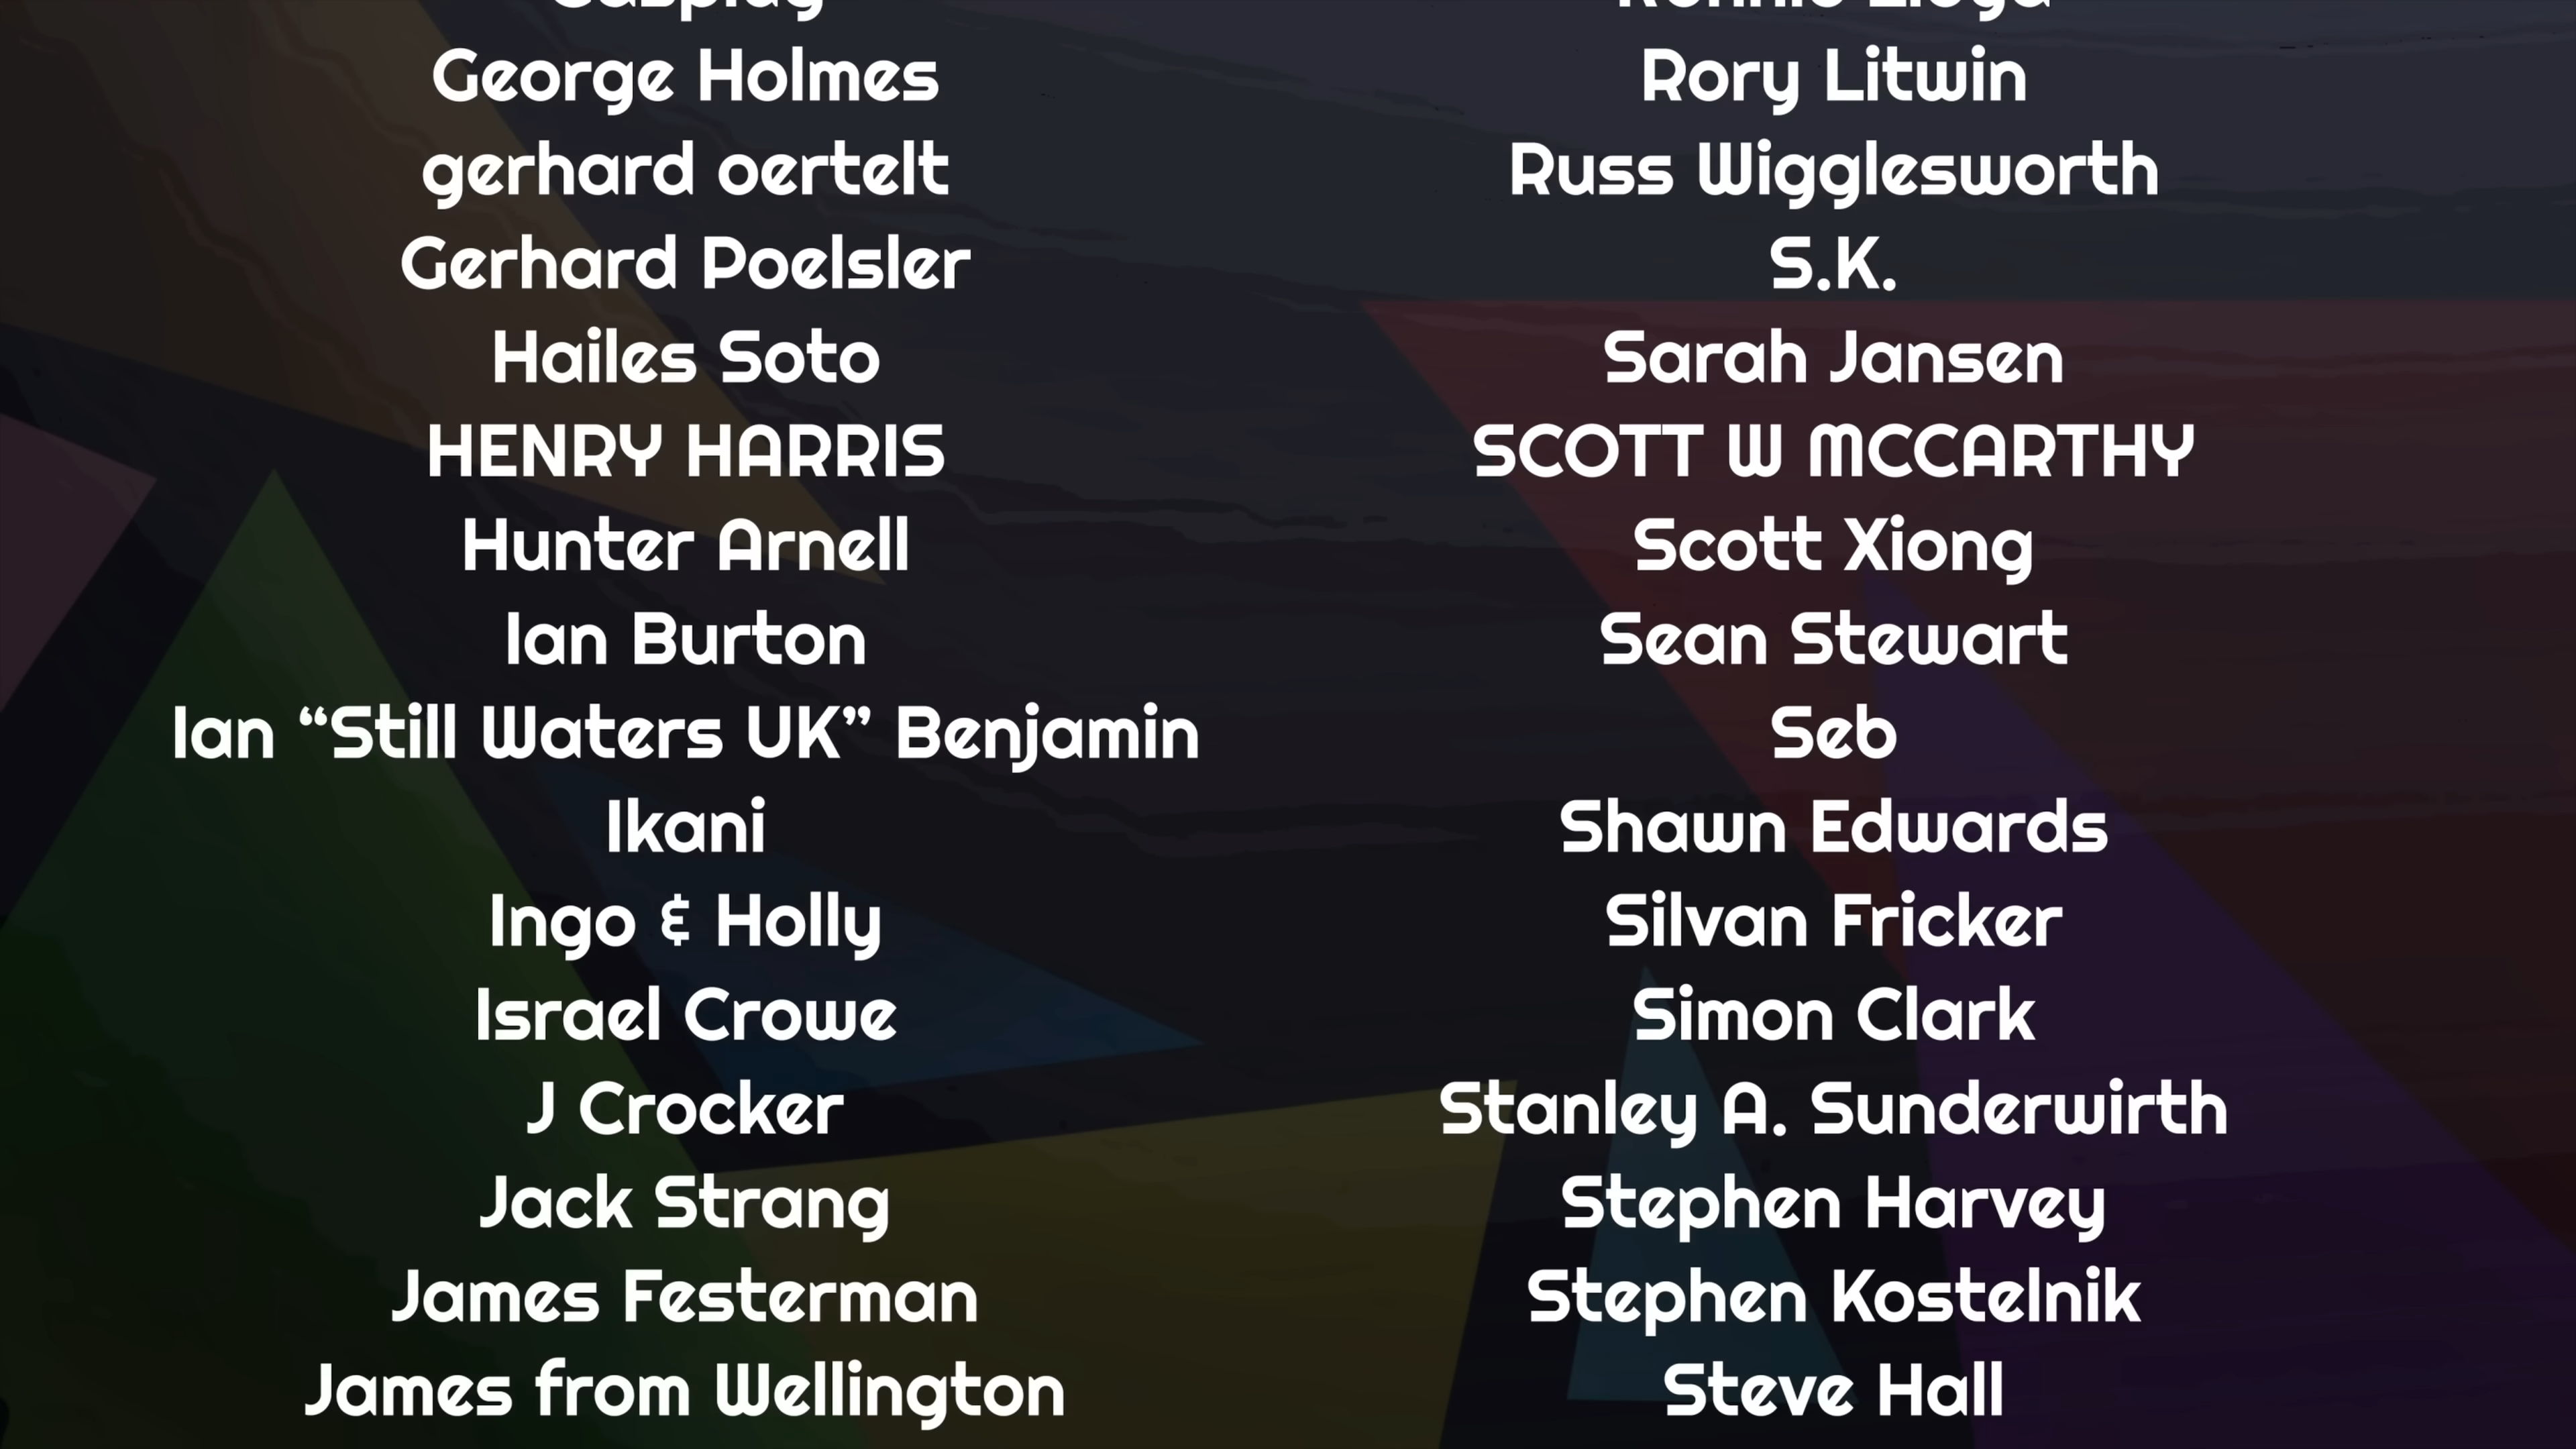 George Holmes
gerhard oertelt
Gerhard Poelsler
Hailes Soto
HENRY HARRIS
Hunter Arnell
Ian Burton
Ian “Still Waters UK” Benjamin
Ikani
Ingo & Holly
Israel Crowe
J Crocker
Jack Strang
James Festerman
James from Wellington
Rory Litwin
Russ Wigglesworth
S.K.
Sarah Jansen
SCOTT W MCCARTHY
Scott Xiong
Sean Stewart
Seb
Shawn Edwards
Silvan Fricker
Simon Clark
Stanley A. Sunderwirth
Stephen Harvey
Stephen Kostelnik
Steve Hall